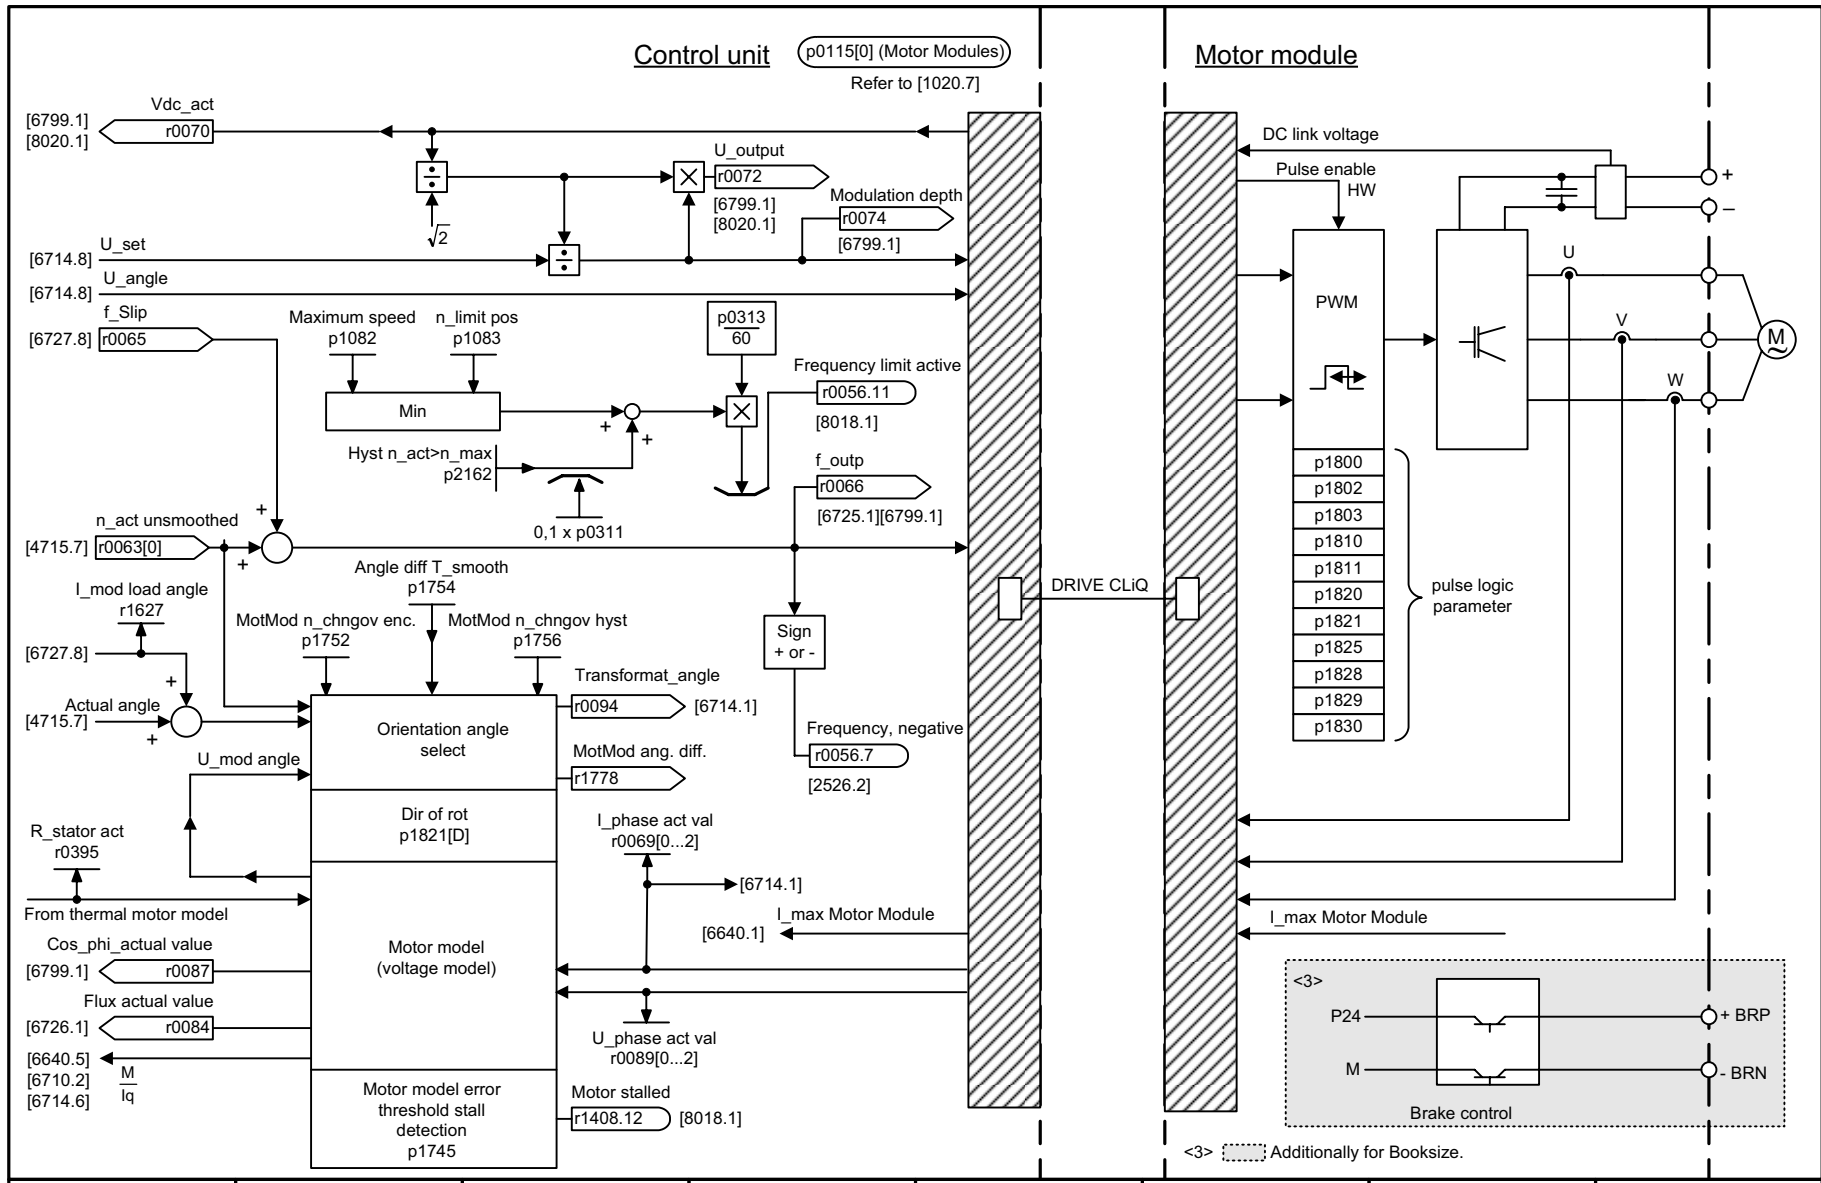 Control unit
p0115[0] (Motor Modules)
Refer to [1020.7]
Motor module
Vdc_act
[6799.1]
[8020.1]
r0070
÷
√2
U_output
r0072
[6799.1]
[8020.1]
Modulation depth
r0074
[6799.1]
U_set
[6714.8]
÷
U_angle
[6714.8]
f_Slip
[6727.8]
r0065
Maximum speed
p1082
n_limit pos
p1083
p0313
60
Min
+
+
Hyst n_act>n_max
p2162
0,1 x p0311
Frequency limit active
r0056.11
[8018.1]
f_outp
r0066
[6725.1][6799.1]
+
n_act unsmoothed
[4715.7]
r0063[0]
+
I_mod load angle
r1627
[6727.8]
+
Actual angle
[4715.7]
+
Angle diff T_smooth
p1754
MotMod n_chngov enc.
p1752
MotMod n_chngov hyst
p1756
Sign
+ or -
Frequency, negative
r0056.7
[2526.2]
Transformat_angle
r0094
[6714.1]
MotMod ang. diff.
r1778
Orientation angle
select
U_mod angle
Dir of rot
p1821[D]
R_stator act
r0395
From thermal motor model
I_phase act val
r0069[0...2]
[6714.1]
I_max Motor Module
[6640.1]
Motor model
(voltage model)
Cos_phi_actual value
[6799.1]
r0087
Flux actual value
[6726.1]
r0084
[6640.5]
[6710.2]
[6714.6]
M
Iq
U_phase act val
r0089[0...2]
Motor model error
threshold stall
detection
p1745
Motor stalled
r1408.12
[8018.1]
DRIVE CLiQ
DC link voltage
Pulse enable
HW
+
–
PWM
U
V
W
M
~
p1800
p1802
p1803
p1810
p1811
p1820
p1821
p1825
p1828
p1829
p1830
pulse logic
parameter
I_max Motor Module
<3>
P24
+ BRP
M
- BRN
Brake control
<3> Additionally for Booksize.